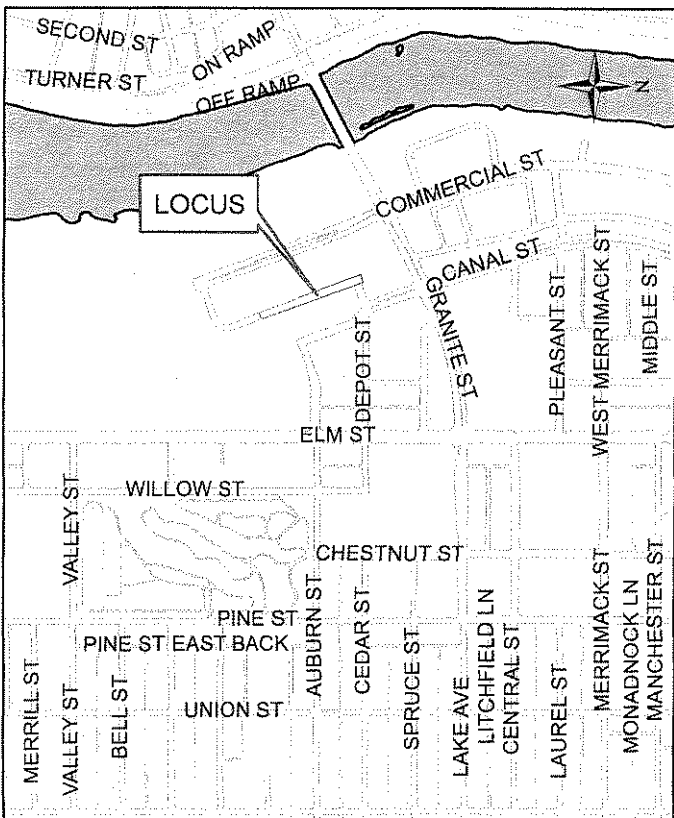 SECOND ST
ON RAMP
TURNER ST
OFF RAMP
N
LOCUS
COMMERCIAL ST
CANAL ST
GRANITE ST
PLEASANT ST
WEST MERRIMACK ST
MIDDLE ST
DEPOT ST
ELM ST
WILLOW ST
VALLEY ST
CHESTNUT ST
PINE ST
PINE ST EAST BACK
AUBURN ST
CEDAR ST
SPRUCE ST
LAKE AVE
LITCHFIELD LN
CENTRAL ST
LAUREL ST
MERRIMACK ST
MONADNOCK LN
MANCHESTER ST
MERRILL ST
VALLEY ST
BELL ST
UNION ST